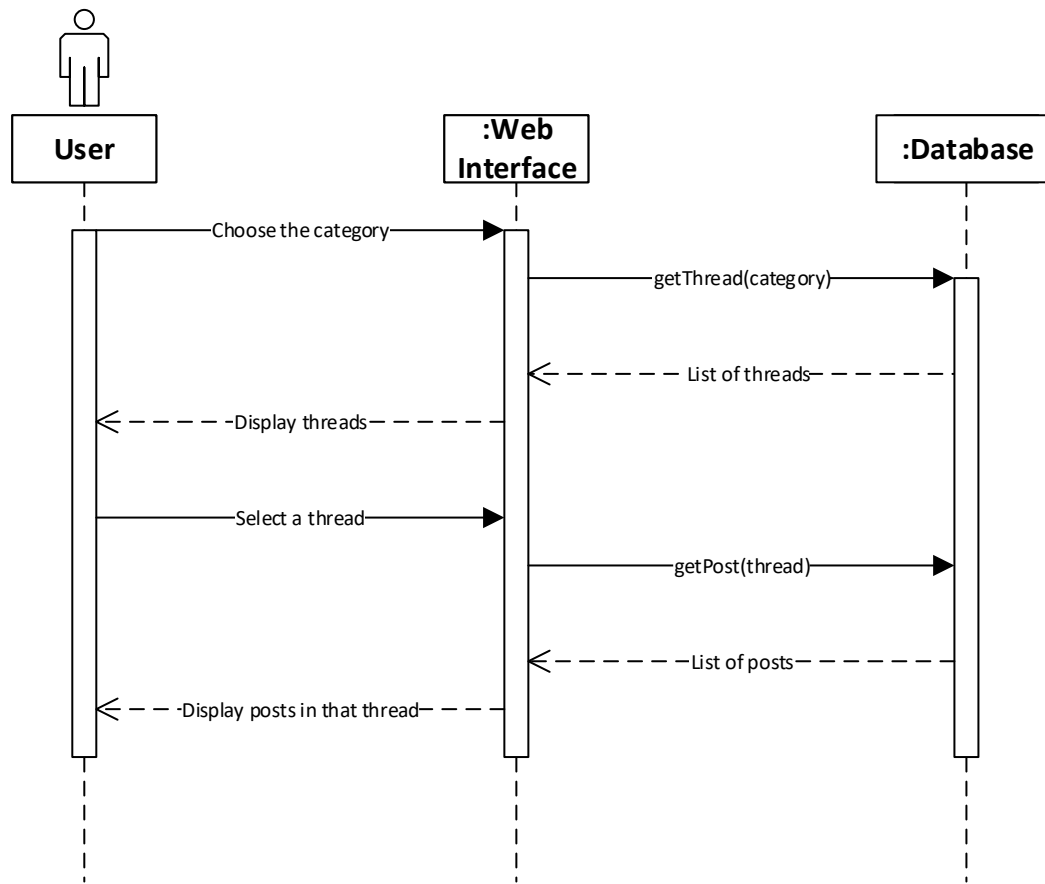 User
:Web
Interface
:Database
Choose the category
getThread(category)
List of threads
Display threads
Select a thread
getPost(thread)
List of posts
Display posts in that thread